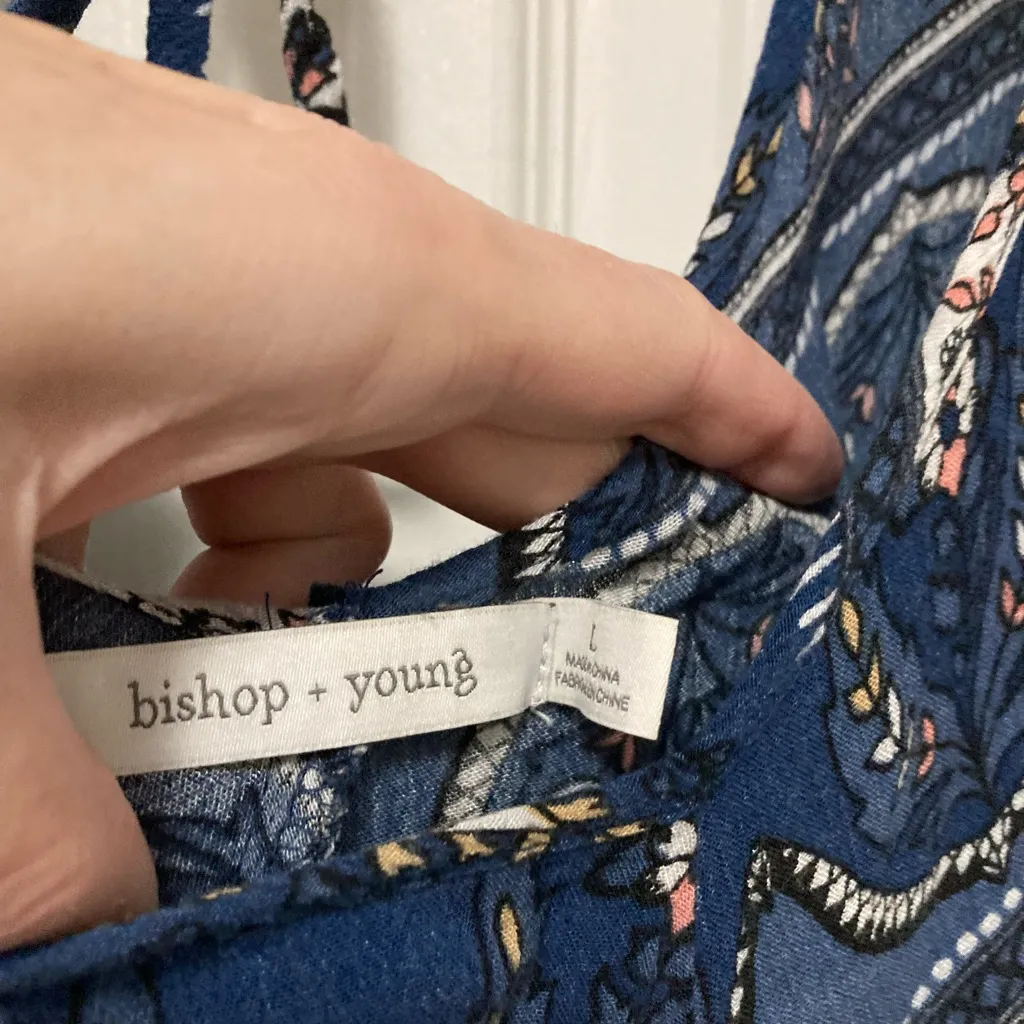 bishop + young
L
MADE IN CHINA
FABRIQUÉ EN CHINE